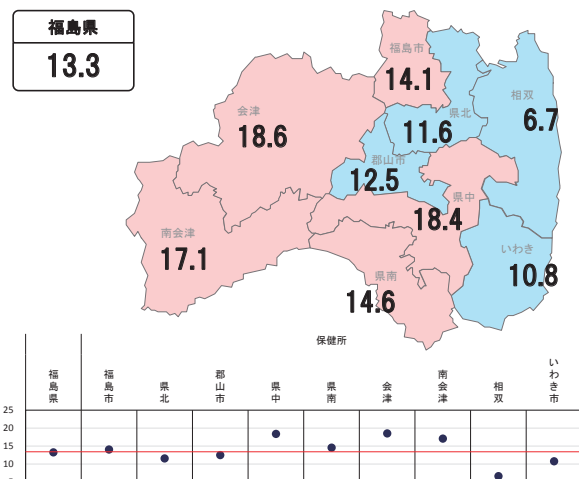 福島県
13.3
福島市
14.1
会津
18.6
県北
11.6
相双
6.7
郡山市
12.5
県中
18.4
南会津
17.1
いわき
10.8
県南
14.6
保健所
福島県
福島市
県北
郡山市
県中
県南
会津
南会津
相双
いわき市
25
20
15
10